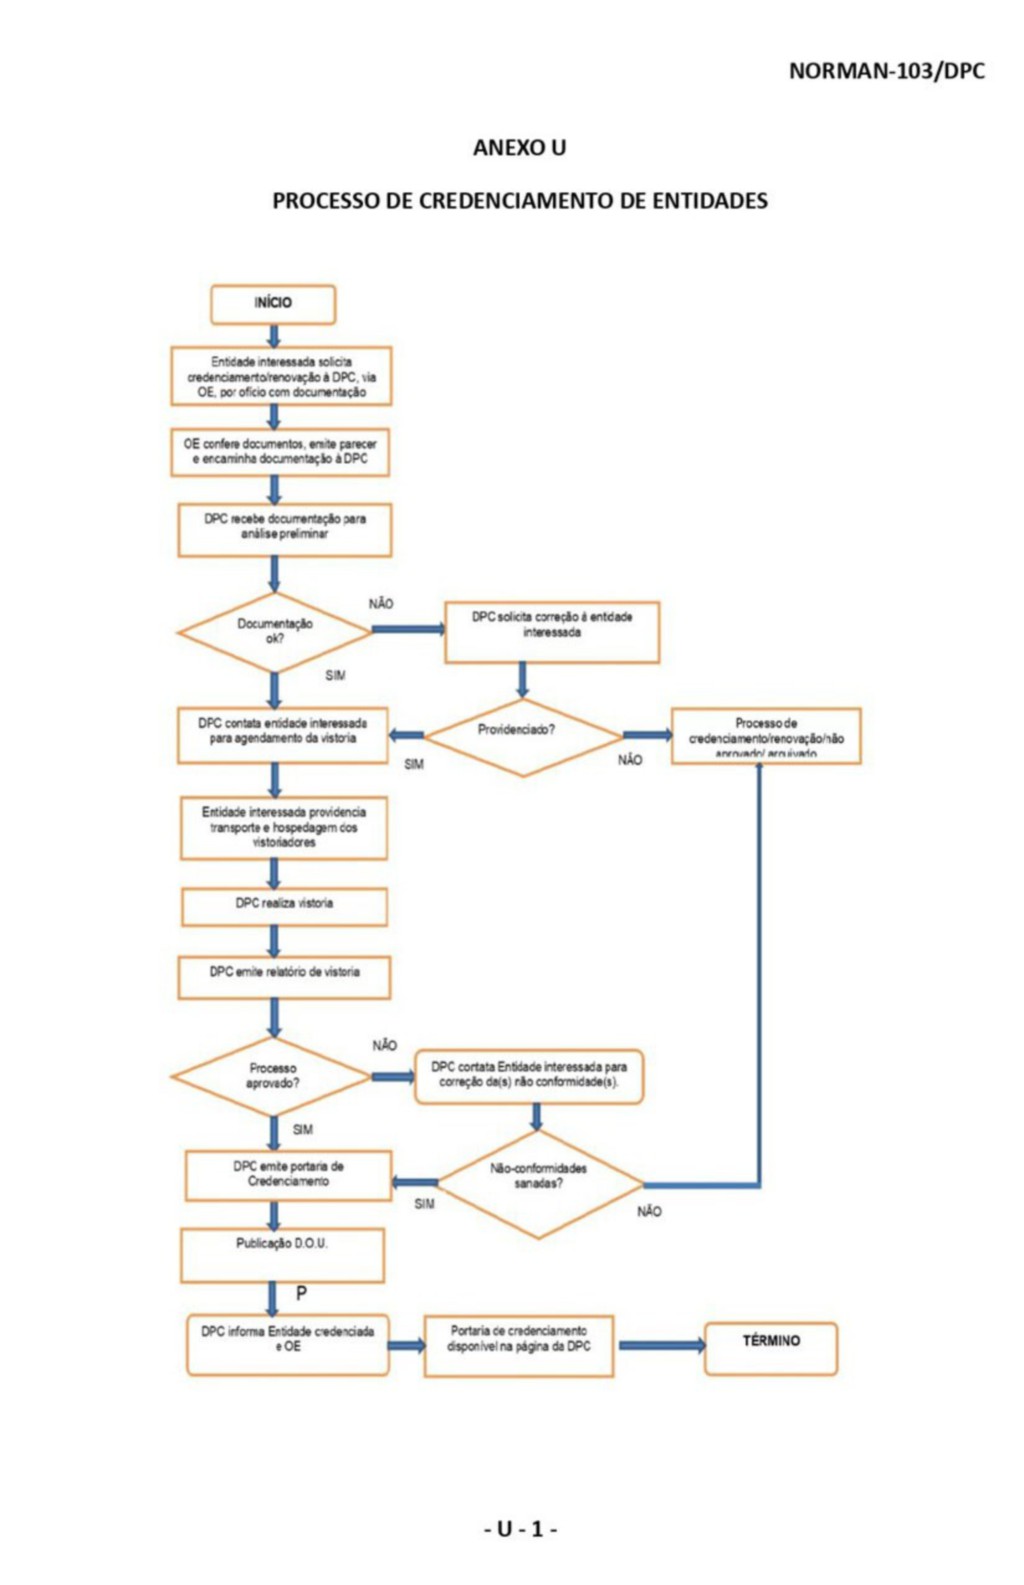 NORMAN-103/DPC
ANEXO U
PROCESSO DE CREDENCIAMENTO DE ENTIDADES
INÍCIO
Entidade interessada solicita
credenciamento/renovação à DPC, via
OE, por ofício com documentação
OE confere documentos, emite parecer
e encaminha documentação à DPC
DPC recebe documentação para
análise preliminar
Documentação
ok?
NÃO
SIM
DPC solicita correção à entidade
interessada
Providenciado?
SIM
NÃO
Processo de
credenciamento/renovação/não
aprovado/ arquivado
DPC contata entidade interessada
para agendamento da vistoria
Entidade interessada providencia
transporte e hospedagem dos
vistoriadores
DPC realiza vistoria
DPC emite relatório de vistoria
Processo
aprovado?
NÃO
SIM
DPC contata Entidade interessada para
correção da(s) não conformidade(s).
Não-conformidades
sanadas?
SIM
NÃO
DPC emite portaria de
Credenciamento
Publicação D.O.U.
P
DPC informa Entidade credenciada
e OE
Portaria de credenciamento
disponível na página da DPC
TÉRMINO
- U - 1 -